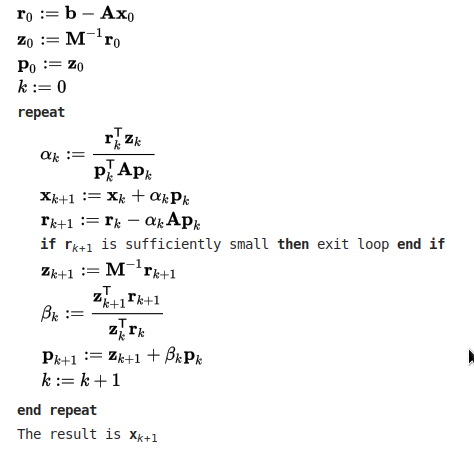 r₀ := b − Ax₀
z₀ := M⁻¹r₀
p₀ := z₀
k := 0
repeat
αₖ := rₖᵀzₖ / pₖᵀApₖ
xₖ₊₁ := xₖ + αₖpₖ
rₖ₊₁ := rₖ − αₖApₖ
if rₖ₊₁ is sufficiently small then exit loop end if
zₖ₊₁ := M⁻¹rₖ₊₁
βₖ := zₖ₊₁ᵀrₖ₊₁ / zₖᵀrₖ
pₖ₊₁ := zₖ₊₁ + βₖpₖ
k := k + 1
end repeat
The result is xₖ₊₁